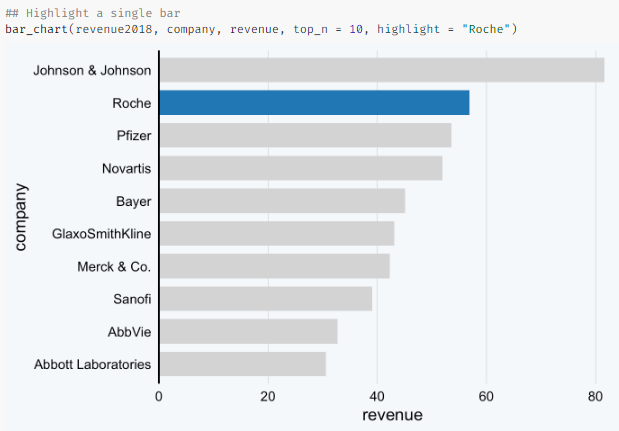 ## Highlight a single bar
bar_chart(revenue2018, company, revenue, top_n = 10, highlight = "Roche")
Johnson & Johnson
Roche
Pfizer
Novartis
Bayer
GlaxoSmithKline
Merck & Co.
Sanofi
AbbVie
Abbott Laboratories
company
0 20 40 60 80
revenue